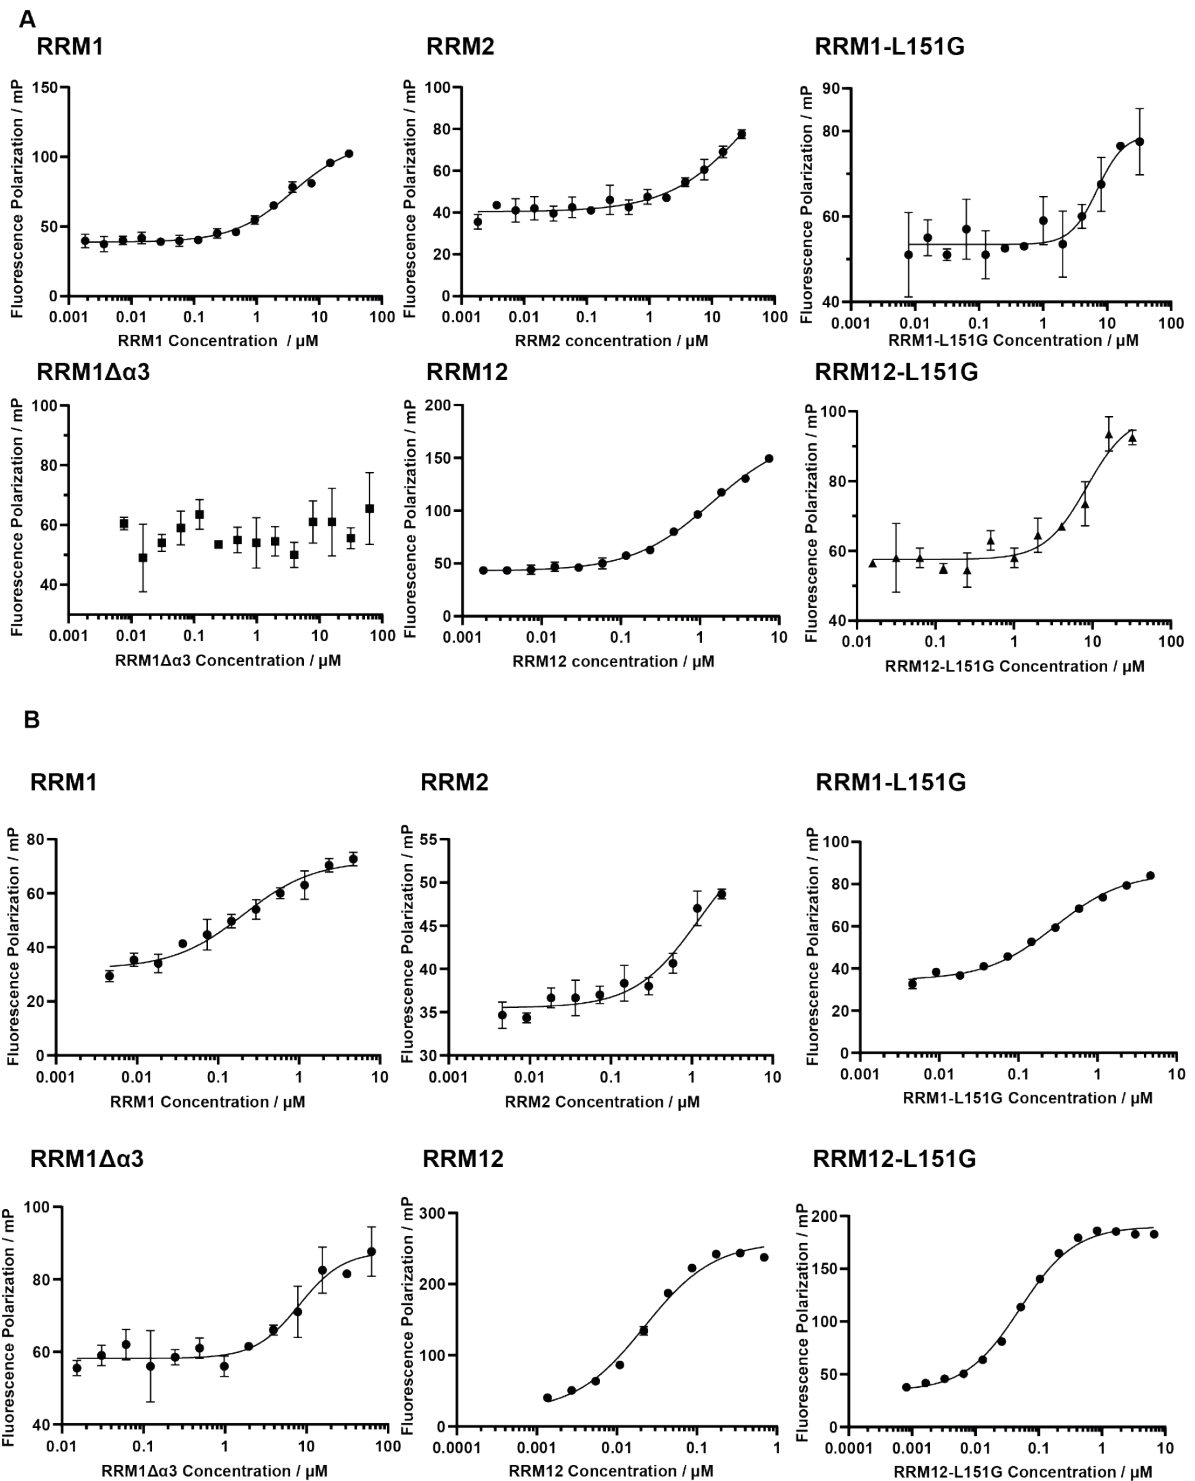 A
RRM1
RRM2
RRM1-L151G
Fluorescence Polarization / mP
150
100
50
0
0.001 0.01 0.1 1 10 100
RRM1 Concentration / µM
Fluorescence Polarization / mP
100
80
60
40
20
0
0.001 0.01 0.1 1 10 100
RRM2 concentration / µM
Fluorescence Polarization / mP
90
80
60
40
0.001 0.01 0.1 1 10 100
RRM1-L151G Concentration / µM
RRM1Δα3
RRM12
RRM12-L151G
Fluorescence Polarization / mP
100
80
60
40
0.001 0.01 0.1 1 10 100
RRM1Δα3 Concentration / µM
Fluorescence Polarization / mP
200
150
100
50
0
0.001 0.01 0.1 1 10
RRM12 concentration / µM
Fluorescence Polarization / mP
100
80
60
40
0.01 0.1 1 10 100
RRM12-L151G Concentration / µM
B
RRM1
RRM2
RRM1-L151G
Fluorescence Polarization / mP
80
60
40
20
0
0.001 0.01 0.1 1 10
RRM1 Concentration / µM
Fluorescence Polarization / mP
55
50
45
40
35
30
0.001 0.01 0.1 1 10
RRM2 Concentration / µM
Fluorescence Polarization / mP
100
80
60
40
20
0
0.001 0.01 0.1 1 10
RRM1-L151G Concentration / µM
RRM1Δα3
RRM12
RRM12-L151G
Fluorescence Polarization / mP
100
80
60
40
0.01 0.1 1 10 100
RRM1Δα3 Concentration / µM
Fluorescence Polarization / mP
300
200
100
0
0.0001 0.001 0.01 0.1 1
RRM12 Concentration / µM
Fluorescence Polarization / mP
200
150
100
50
0
0.0001 0.001 0.01 0.1 1 10
RRM12-L151G Concentration / µM